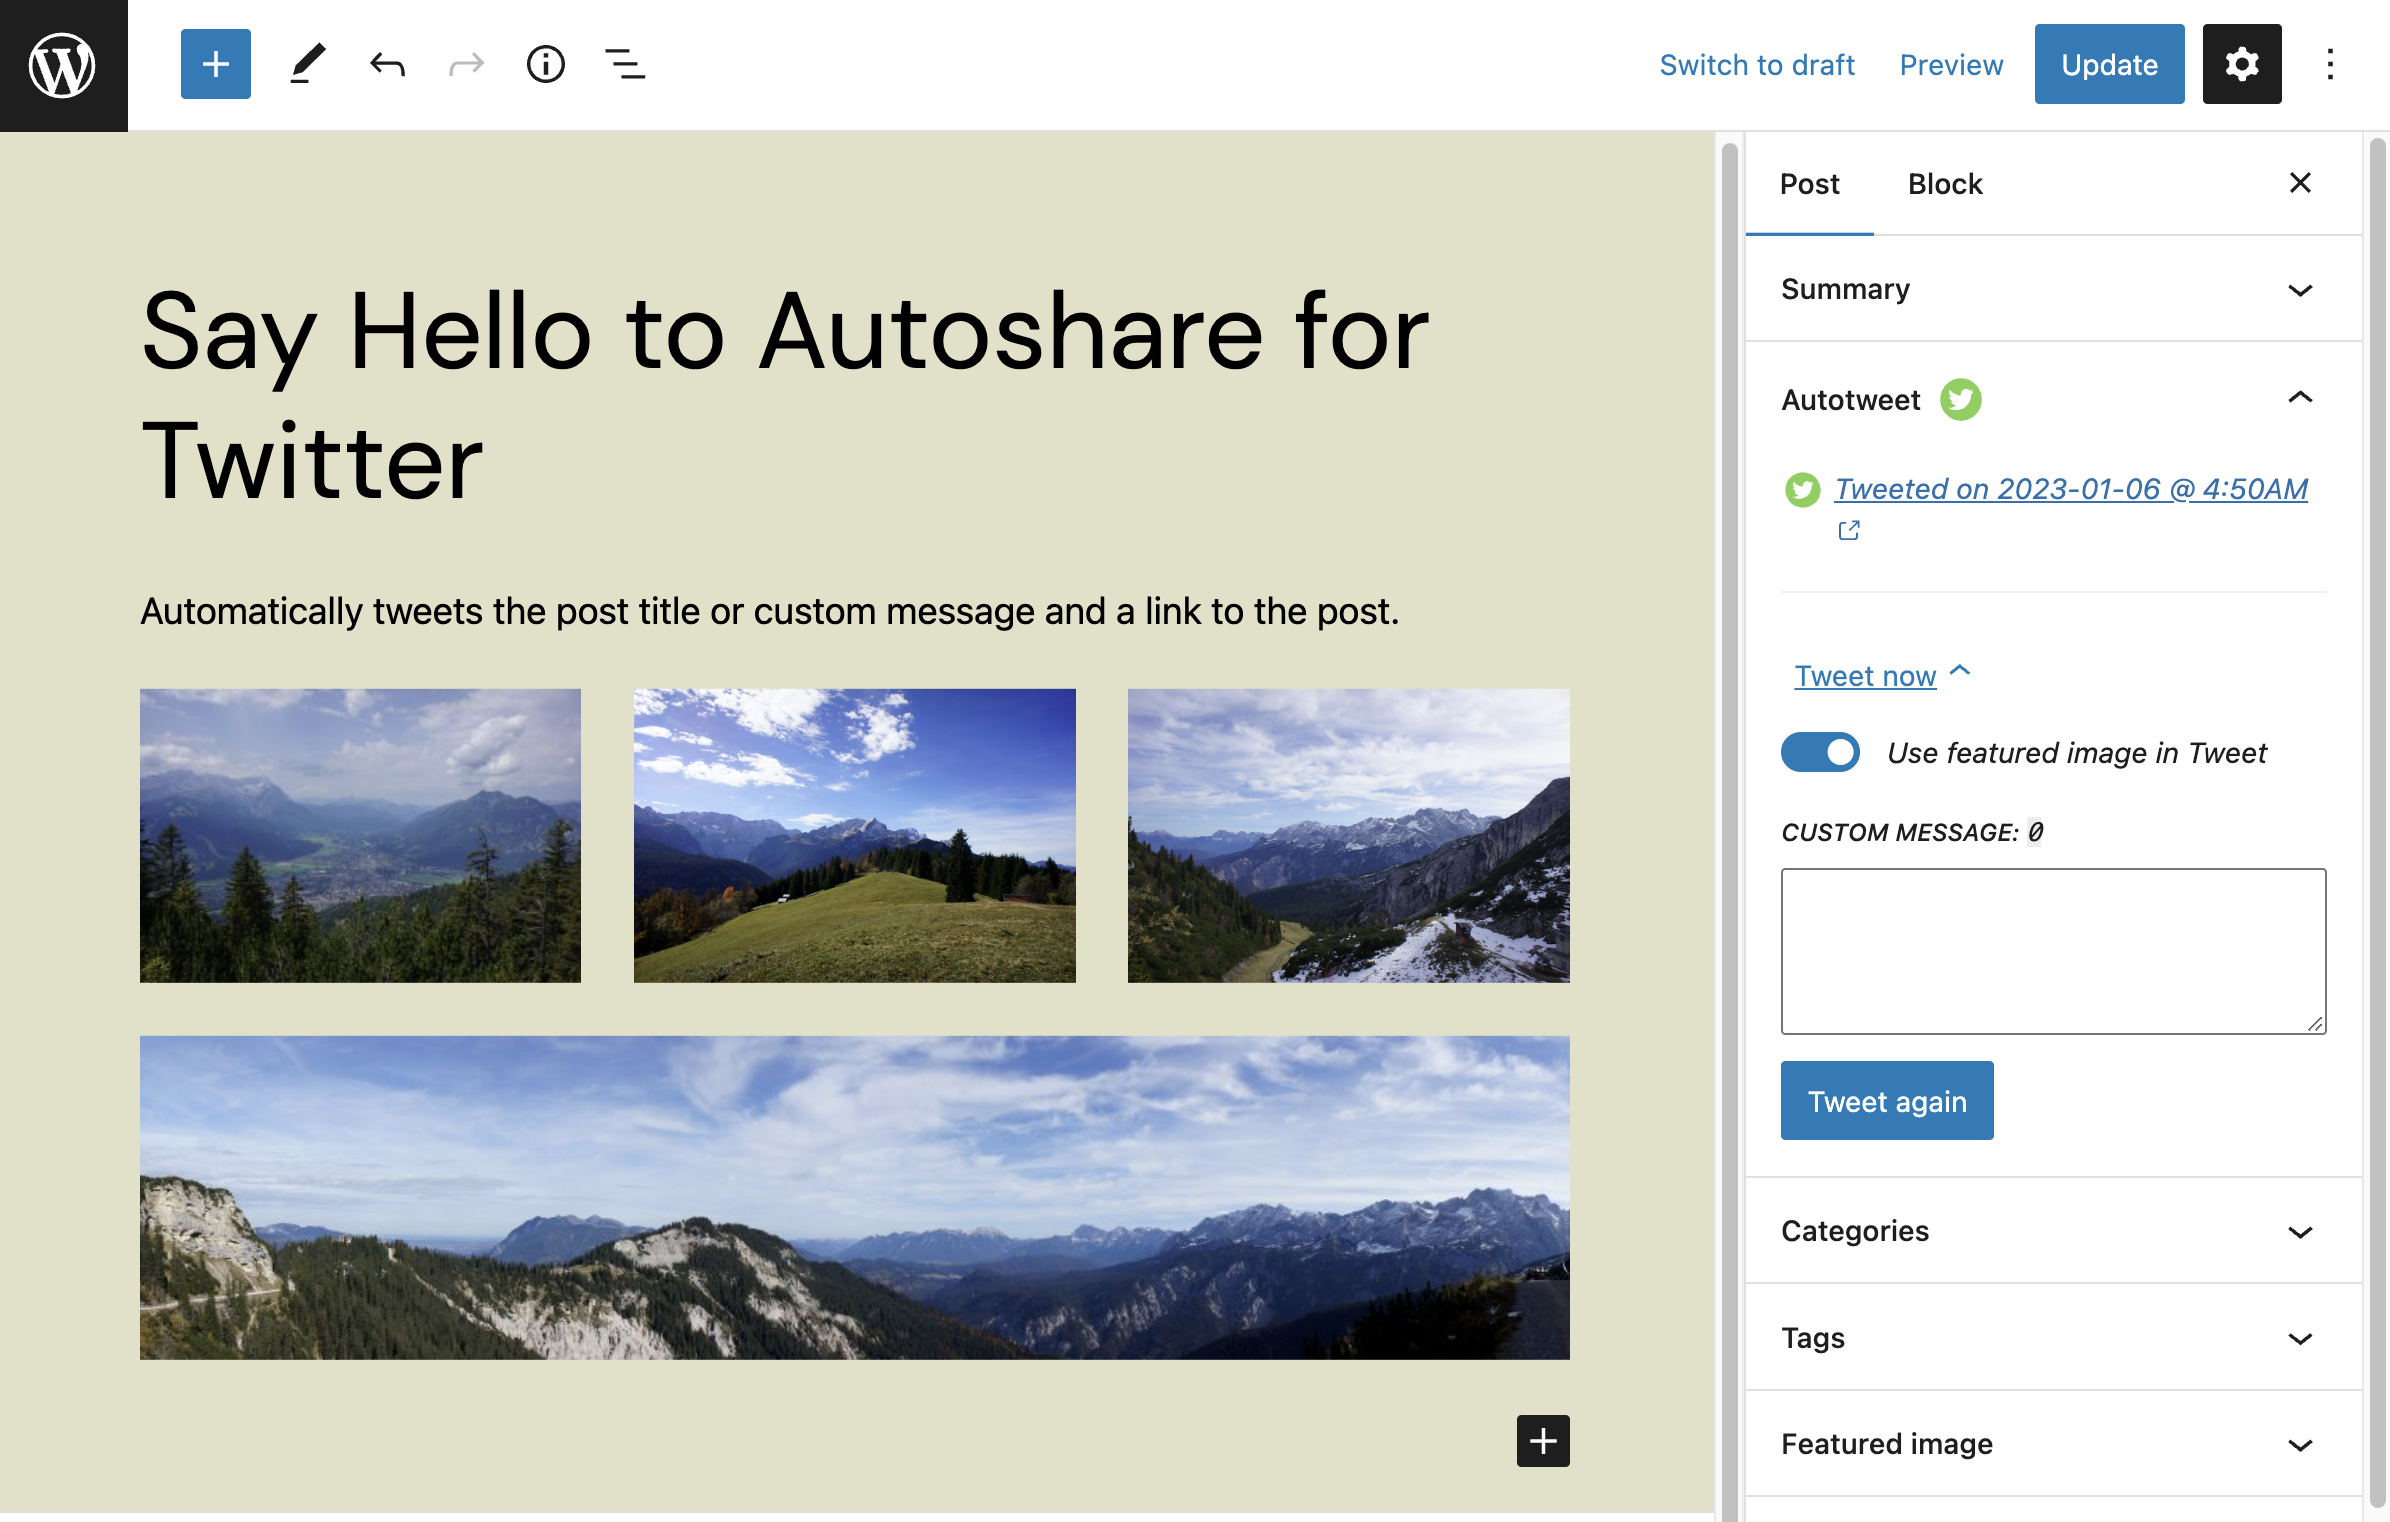 Switch to draft
Preview
Update
Say Hello to Autoshare for
Twitter
Automatically tweets the post title or custom message and a link to the post.
Post
Block
Summary
Autotweet
Tweeted on 2023-01-06 @ 4:50AM
Tweet now
Use featured image in Tweet
CUSTOM MESSAGE: 0
Tweet again
Categories
Tags
Featured image